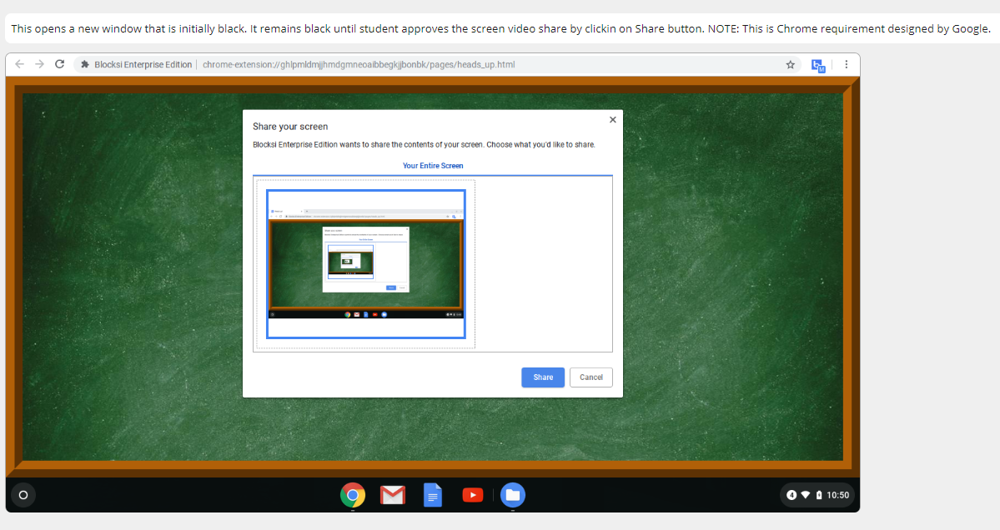 This opens a new window that is initially black. It remains black until student approves the screen video share by clickin on Share button. NOTE: This is Chrome requirement designed by Google.
Blocksi Enterprise Edition | chrome-extension://ghlpmldmjjhmdgmneoaibbegkjjbonbk/pages/heads_up.html
Share your screen
Blocksi Enterprise Edition wants to share the contents of your screen. Choose what you'd like to share.
Your Entire Screen
Share Cancel
4 10:50